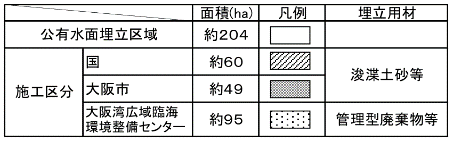 面積(ha) 凡例 埋立用材
公有水面埋立区域 約204
施工区分 国 約60 浚渫土砂等
大阪市 約49
大阪湾広域臨海
環境整備センター 約95 管理型廃棄物等